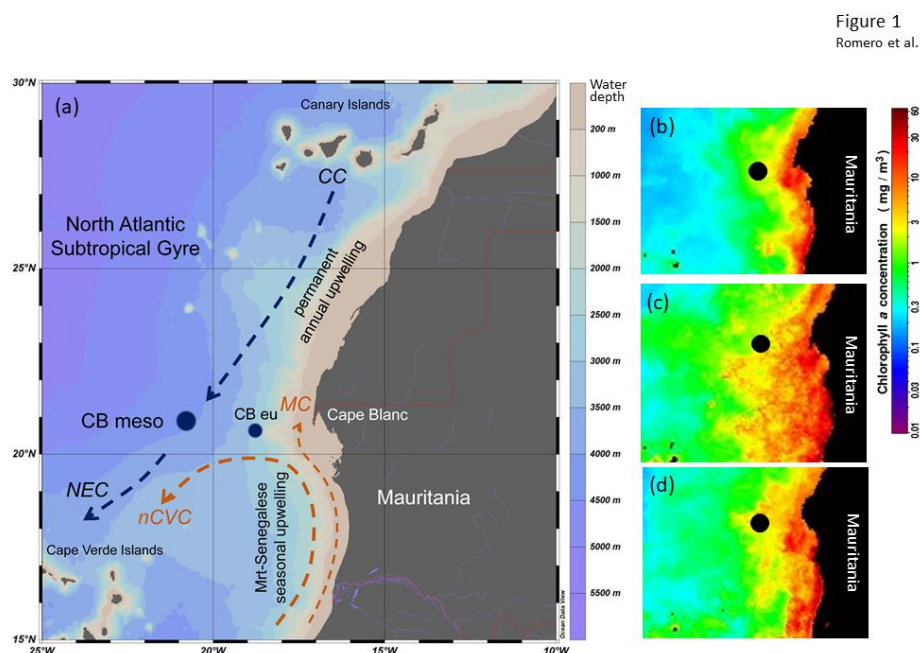 Figure 1
Romero et al.
(a)
30°N
25°N
20°N
15°N
25°W
20°W
15°W
10°W
Canary Islands
CC
North Atlantic
Subtropical Gyre
permanent
annual upwelling
CB meso
CB eu
MC
Cape Blanc
NEC
nCVC
Mrt-Senegalese
seasonal upwelling
Mauritania
Cape Verde Islands
Ocean Data View
Water
depth
200 m
1000 m
1500 m
2000 m
3000 m
3500 m
4000 m
4500 m
5000 m
5500 m
(b)
Mauritania
(c)
Mauritania
(d)
Mauritania
Chlorophyll a concentration ( mg / m³ )
60
30
10
3
1
0.3
0.1
0.03
0.01